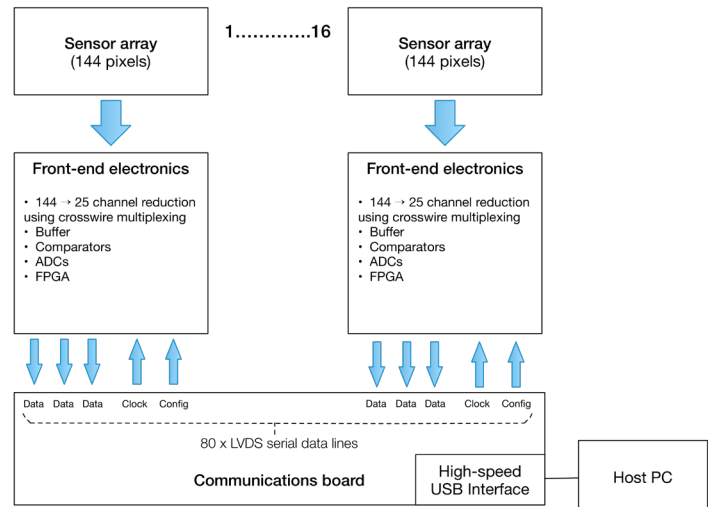 Sensor array
(144 pixels)
1.............16
Sensor array
(144 pixels)
Front-end electronics
• 144 → 25 channel reduction
using crosswire multiplexing
• Buffer
• Comparators
• ADCs
• FPGA
Front-end electronics
• 144 → 25 channel reduction
using crosswire multiplexing
• Buffer
• Comparators
• ADCs
• FPGA
Data Data Data Clock Config
Data Data Data Clock Config
80 x LVDS serial data lines
Communications board
High-speed
USB Interface
Host PC